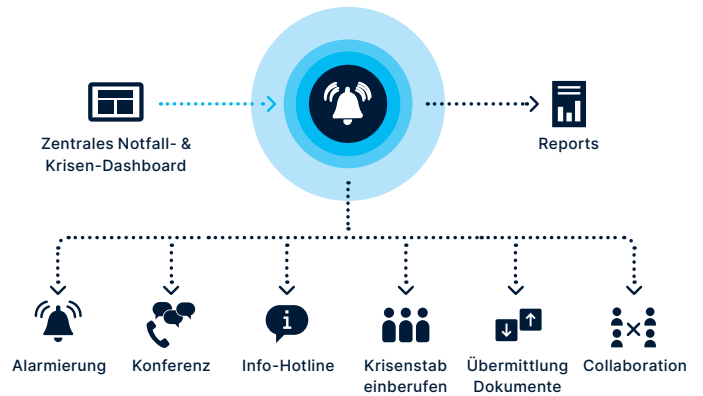 Zentrales Notfall- &
Krisen-Dashboard
Reports
Alarmierung
Konferenz
Info-Hotline
Krisenstab
einberufen
Übermittlung
Dokumente
Collaboration